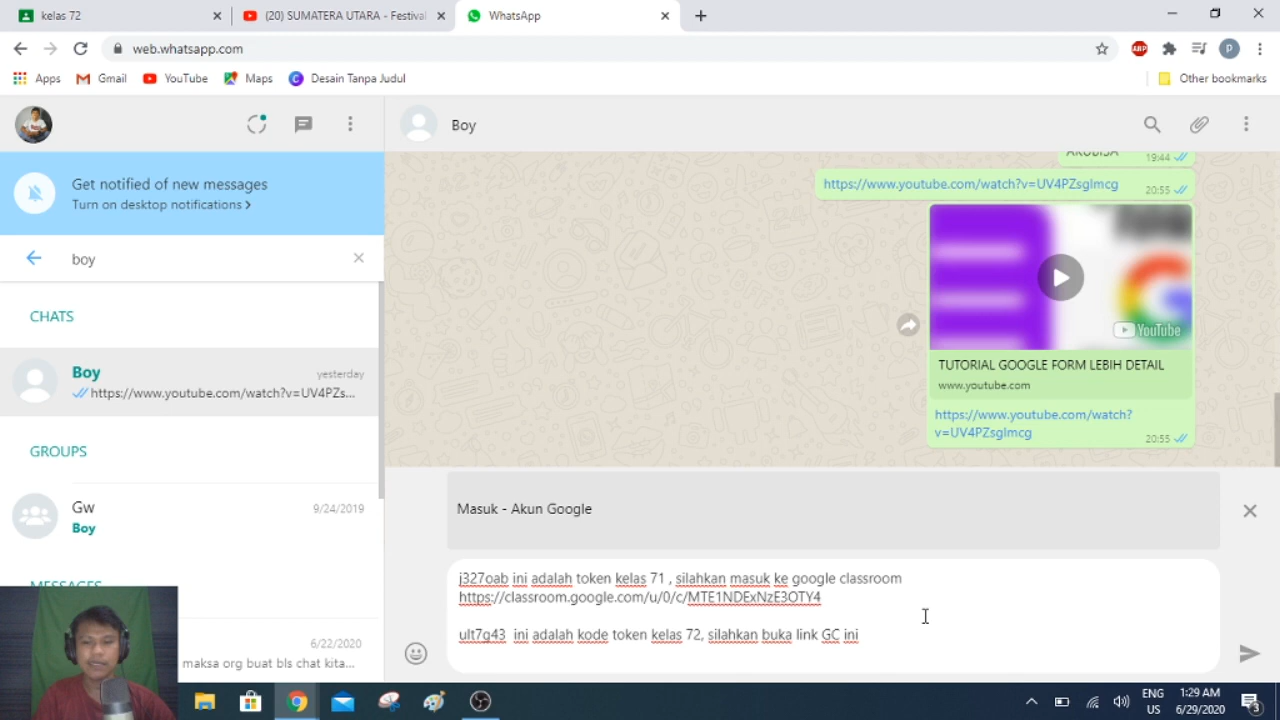 kelas 72
(20) SUMATERA UTARA - Festival
WhatsApp
web.whatsapp.com
ABP
P
Apps
Gmail
YouTube
Maps
Desain Tanpa Judul
Other bookmarks
Boy
Get notified of new messages
Turn on desktop notifications >
boy
CHATS
Boy
yesterday
https://www.youtube.com/watch?v=UV4PZs...
GROUPS
Gw
9/24/2019
Boy
MESSAGES
6/22/2020
maksa org buat bls chat kita...
AKUBISA
19:44
https://www.youtube.com/watch?v=UV4PZsglmcg
20:55
YouTube
TUTORIAL GOOGLE FORM LEBIH DETAIL
www.youtube.com
https://www.youtube.com/watch?
v=UV4PZsglmcg
20:55
Masuk - Akun Google
j327oab ini adalah token kelas 71 , silahkan masuk ke google classroom
https://classroom.google.com/u/0/c/MTE1NDExNzE3OTY4
ult7g43 ini adalah kode token kelas 72, silahkan buka link GC ini
ENG
US
1:29 AM
6/29/2020
3